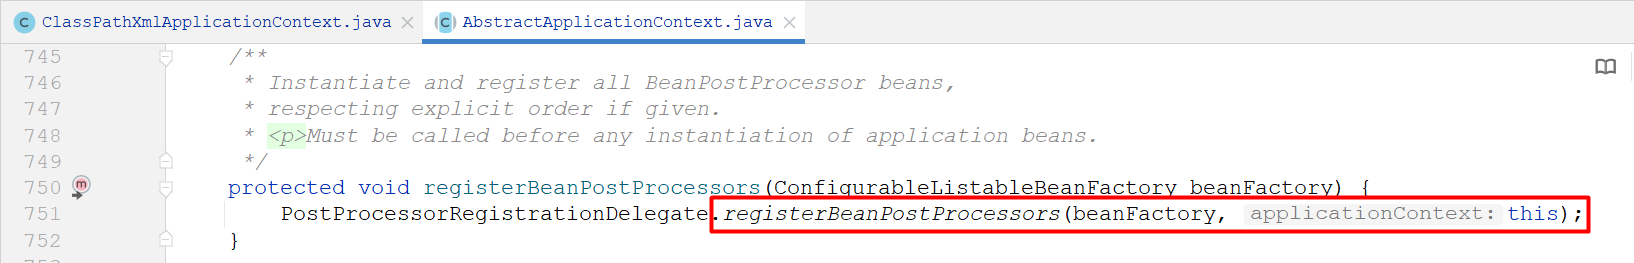 ClassPathXmlApplicationContext.java AbstractApplicationContext.java
745 /**
746 * Instantiate and register all BeanPostProcessor beans,
747 * respecting explicit order if given.
748 * <p>Must be called before any instantiation of application beans.
749 */
750 protected void registerBeanPostProcessors(ConfigurableListableBeanFactory beanFactory) {
751 PostProcessorRegistrationDelegate.registerBeanPostProcessors(beanFactory, applicationContext: this);
752 }